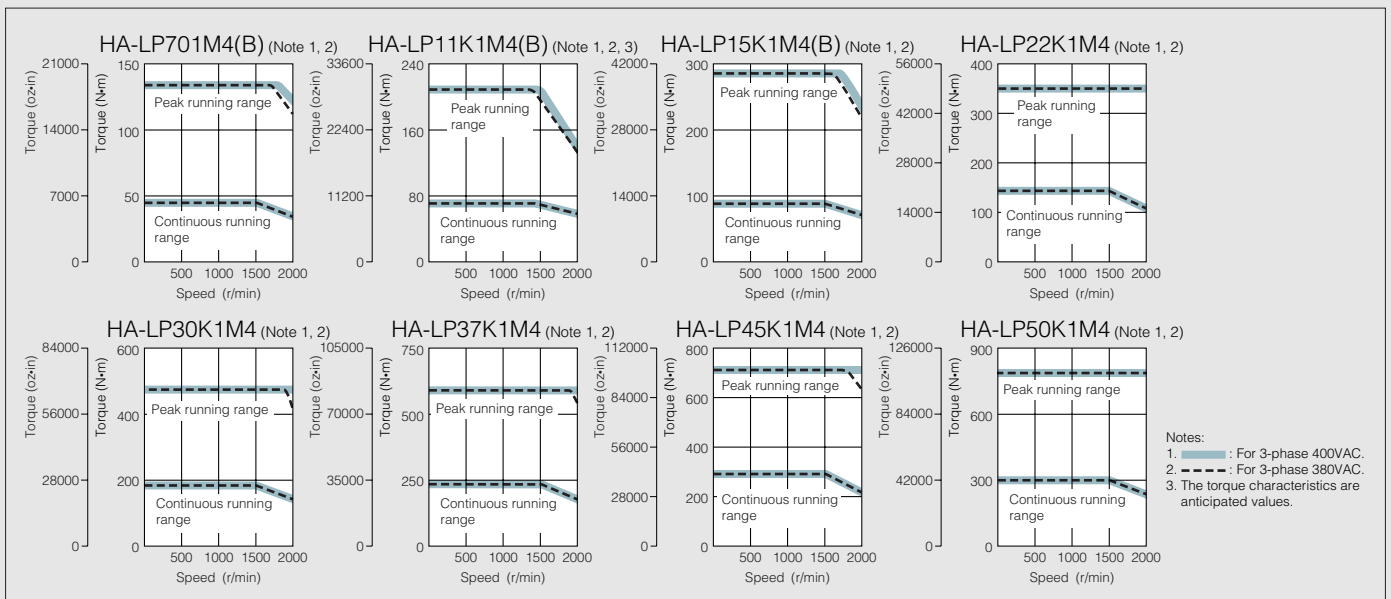 HA-LP701M4(B) (Note 1, 2)
21000
14000
7000
0
Torque (oz•in)
150
100
50
0
Torque (N•m)
Peak running range
Continuous running
range
500 1000 1500 2000
Speed (r/min)
HA-LP11K1M4(B) (Note 1, 2, 3)
33600
22400
11200
0
Torque (oz•in)
240
160
80
0
Torque (N•m)
Peak running
range
Continuous running
range
500 1000 1500 2000
Speed (r/min)
HA-LP15K1M4(B) (Note 1, 2)
42000
28000
14000
0
Torque (oz•in)
300
200
100
0
Torque (N•m)
Peak running range
Continuous running
range
500 1000 1500 2000
Speed (r/min)
HA-LP22K1M4 (Note 1, 2)
56000
42000
28000
14000
0
Torque (oz•in)
400
300
200
100
0
Torque (N•m)
Peak running
range
Continuous running
range
500 1000 1500 2000
Speed (r/min)
HA-LP30K1M4 (Note 1, 2)
84000
56000
28000
0
Torque (oz•in)
600
400
200
0
Torque (N•m)
Peak running range
Continuous running
range
500 1000 1500 2000
Speed (r/min)
HA-LP37K1M4 (Note 1, 2)
105000
70000
35000
0
Torque (oz•in)
750
500
250
0
Torque (N•m)
Peak running range
Continuous running
range
500 1000 1500 2000
Speed (r/min)
HA-LP45K1M4 (Note 1, 2)
112000
84000
56000
28000
0
Torque (oz•in)
800
600
400
200
0
Torque (N•m)
Peak running range
Continuous running
range
500 1000 1500 2000
Speed (r/min)
HA-LP50K1M4 (Note 1, 2)
126000
84000
42000
0
Torque (oz•in)
900
600
300
0
Torque (N•m)
Peak running range
Continuous running
range
500 1000 1500 2000
Speed (r/min)
Notes:
1. : For 3-phase 400VAC.
2. : For 3-phase 380VAC.
3. The torque characteristics are
anticipated values.